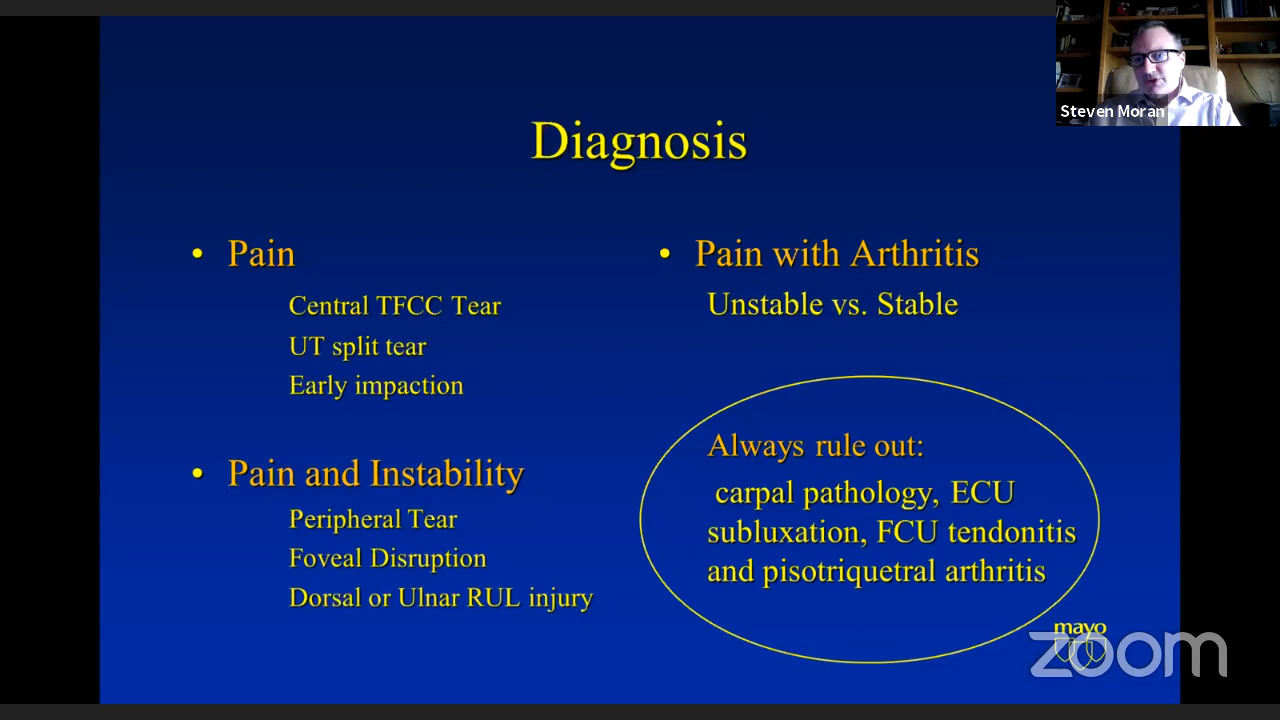 Steven Moran
Diagnosis
• Pain
Central TFCC Tear
UT split tear
Early impaction
• Pain and Instability
Peripheral Tear
Foveal Disruption
Dorsal or Ulnar RUL injury
• Pain with Arthritis
Unstable vs. Stable
Always rule out:
carpal pathology, ECU
subluxation, FCU tendonitis
and pisotriquetral arthritis
mayo
zoom